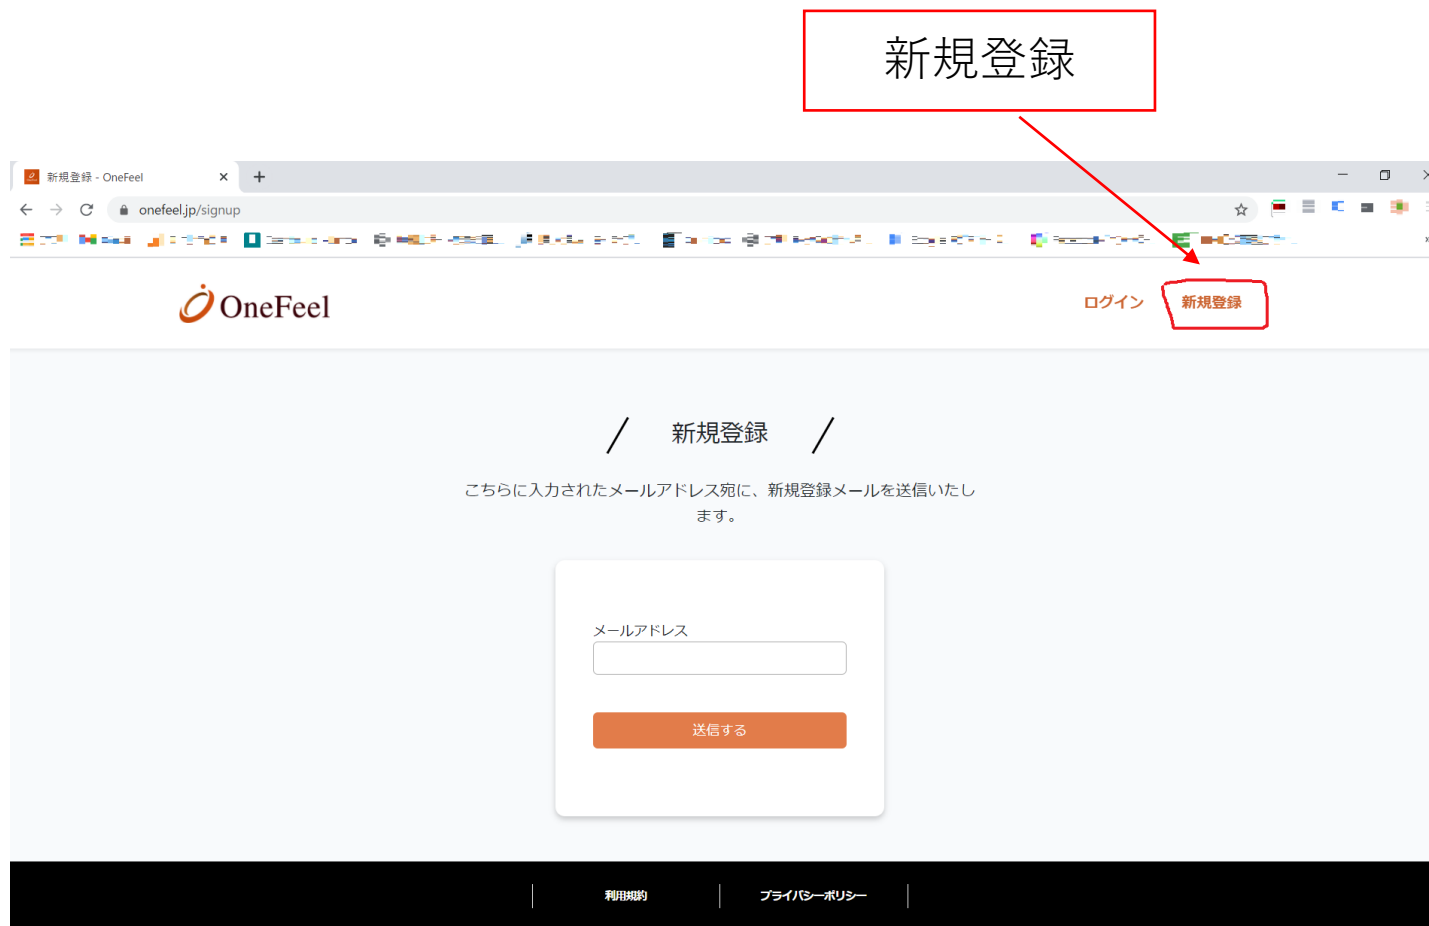 新規登録
新規登録 - OneFeel
onefeel.jp/signup
OneFeel
ログイン 新規登録
新規登録
こちらに入力されたメールアドレス宛に、新規登録メールを送信いたし
ます。
メールアドレス
送信する
利用規約 プライバシーポリシー